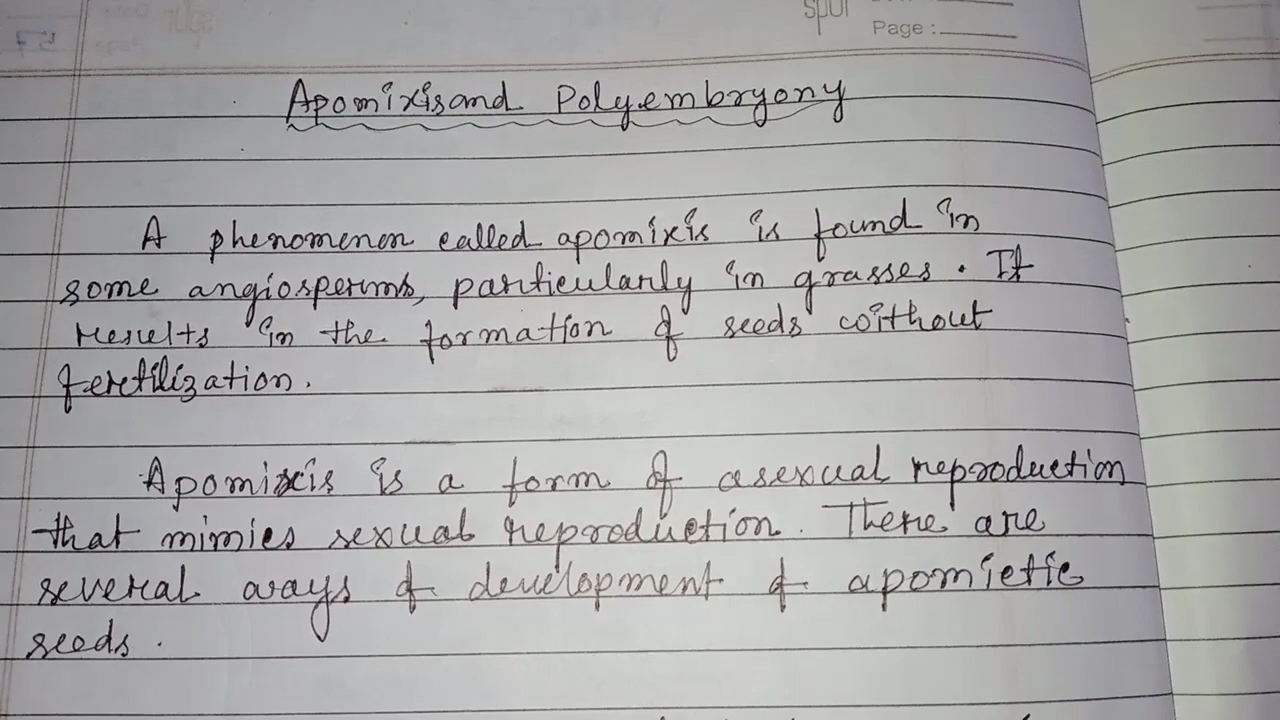 spur
Page :
Apomixis and Polyembryony
A phenomenon called apomixis is found in
some angiosperms, particularly in grasses. It
results in the formation of seeds without
fertilization.
Apomixis is a form of asexual reproduction
that mimics sexual reproduction. There are
several ways of development of apomictic
seeds.